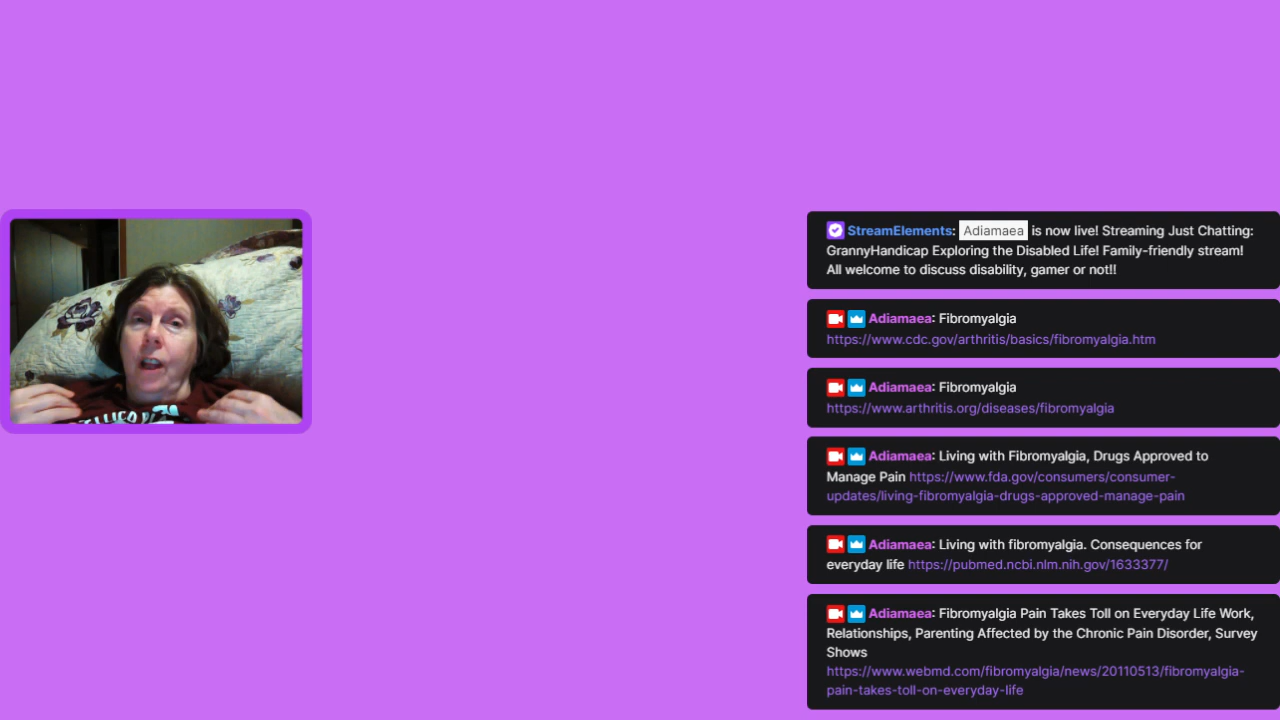 StreamElements: Adiamaea is now live! Streaming Just Chatting:
GrannyHandicap Exploring the Disabled Life! Family-friendly stream!
All welcome to discuss disability, gamer or not!!
Adiamaea: Fibromyalgia
https://www.cdc.gov/arthritis/basics/fibromyalgia.htm
Adiamaea: Fibromyalgia
https://www.arthritis.org/diseases/fibromyalgia
Adiamaea: Living with Fibromyalgia, Drugs Approved to
Manage Pain https://www.fda.gov/consumers/consumer-
updates/living-fibromyalgia-drugs-approved-manage-pain
Adiamaea: Living with fibromyalgia. Consequences for
everyday life https://pubmed.ncbi.nlm.nih.gov/1633377/
Adiamaea: Fibromyalgia Pain Takes Toll on Everyday Life Work,
Relationships, Parenting Affected by the Chronic Pain Disorder, Survey
Shows
https://www.webmd.com/fibromyalgia/news/20110513/fibromyalgia-
pain-takes-toll-on-everyday-life